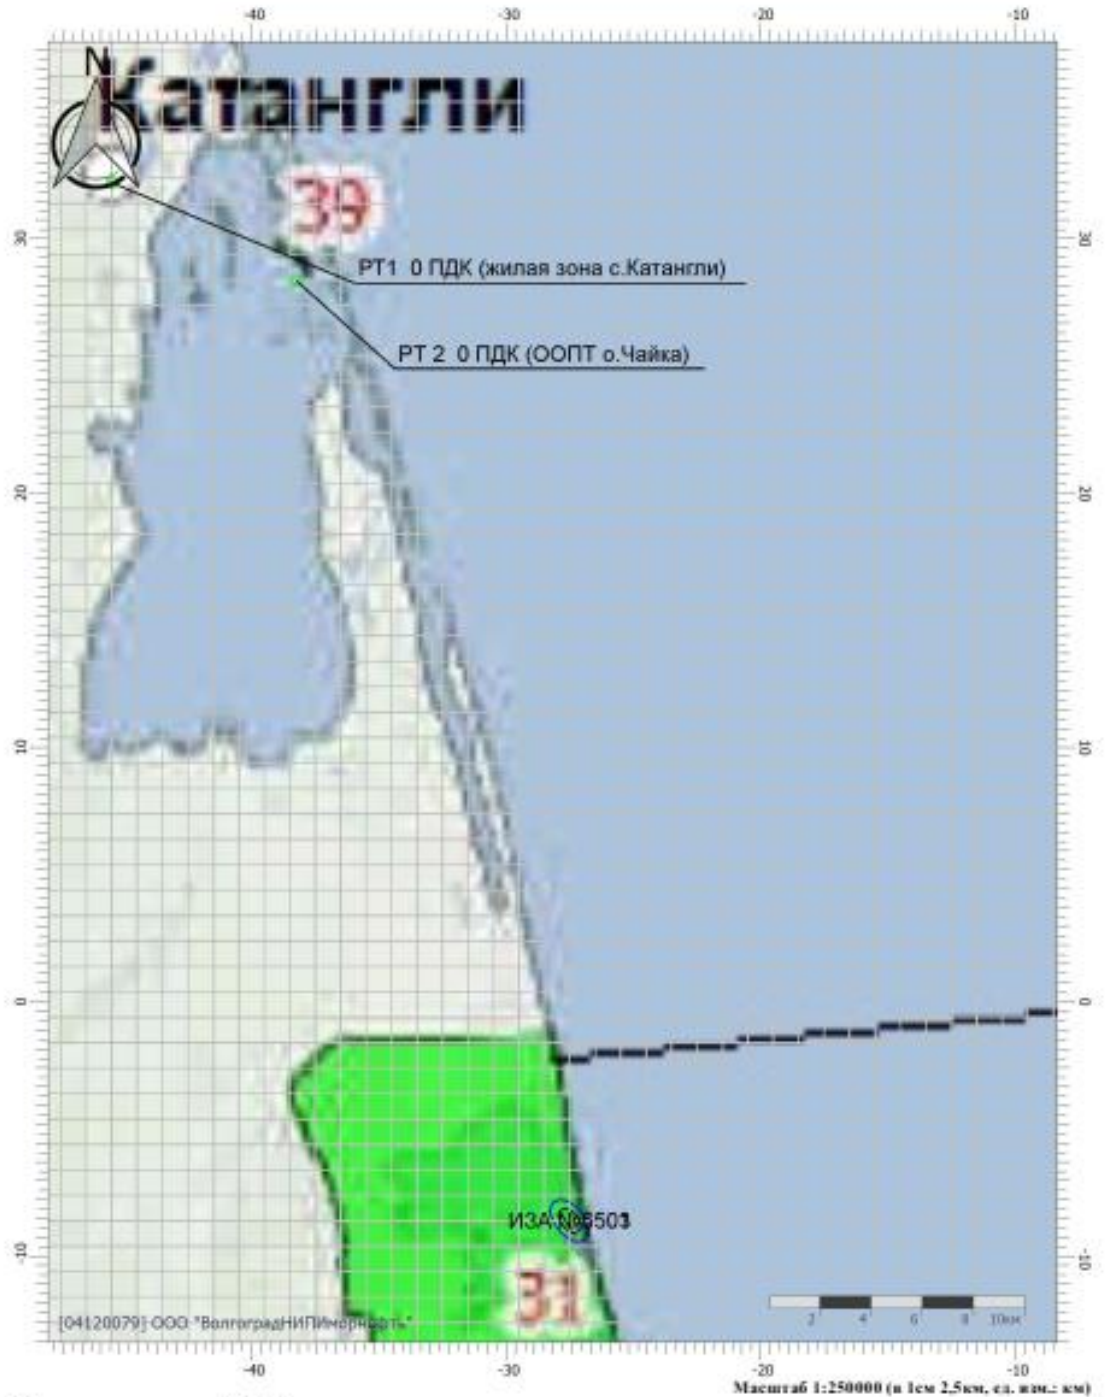 -40 -30 -20 -10
N
Катангли
39
30 30
РТ1 0 ПДК (жилая зона с.Катангли)
РТ 2 0 ПДК (ООПТ о.Чайка)
20 20
10 10
0 0
ИЗА №
-10 -10
31
2 4 6 8 10км
[04120079] ООО "ВолгоградНИПИморнефть"
-40 -30 -20 -10
Масштаб 1:250000 (в 1см 2,5км, ед. изм.: км)